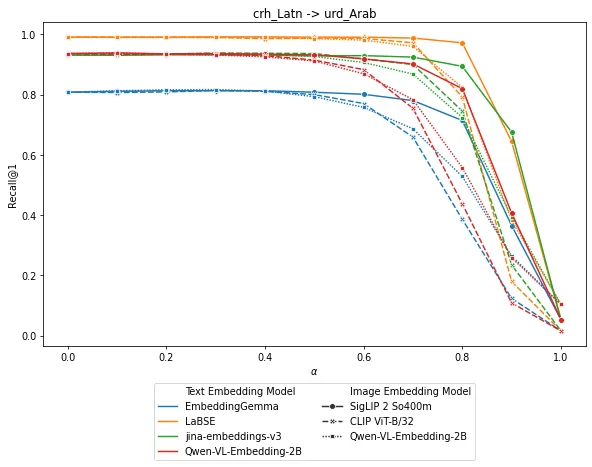 crh_Latn -> urd_Arab
1.0
0.8
0.6
0.4
0.2
0.0
Recall@1
0.0 0.2 0.4 0.6 0.8 1.0
α
Text Embedding Model
EmbeddingGemma
LaBSE
jina-embeddings-v3
Qwen-VL-Embedding-2B
Image Embedding Model
SigLIP 2 So400m
CLIP ViT-B/32
Qwen-VL-Embedding-2B